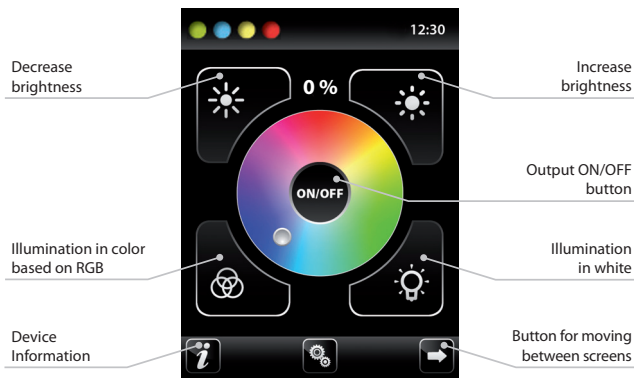 12:30
Decrease
brightness
Increase
brightness
0 %
Output ON/OFF
button
ON/OFF
Illumination in color
based on RGB
Illumination
in white
Device
Information
i
Button for moving
between screens